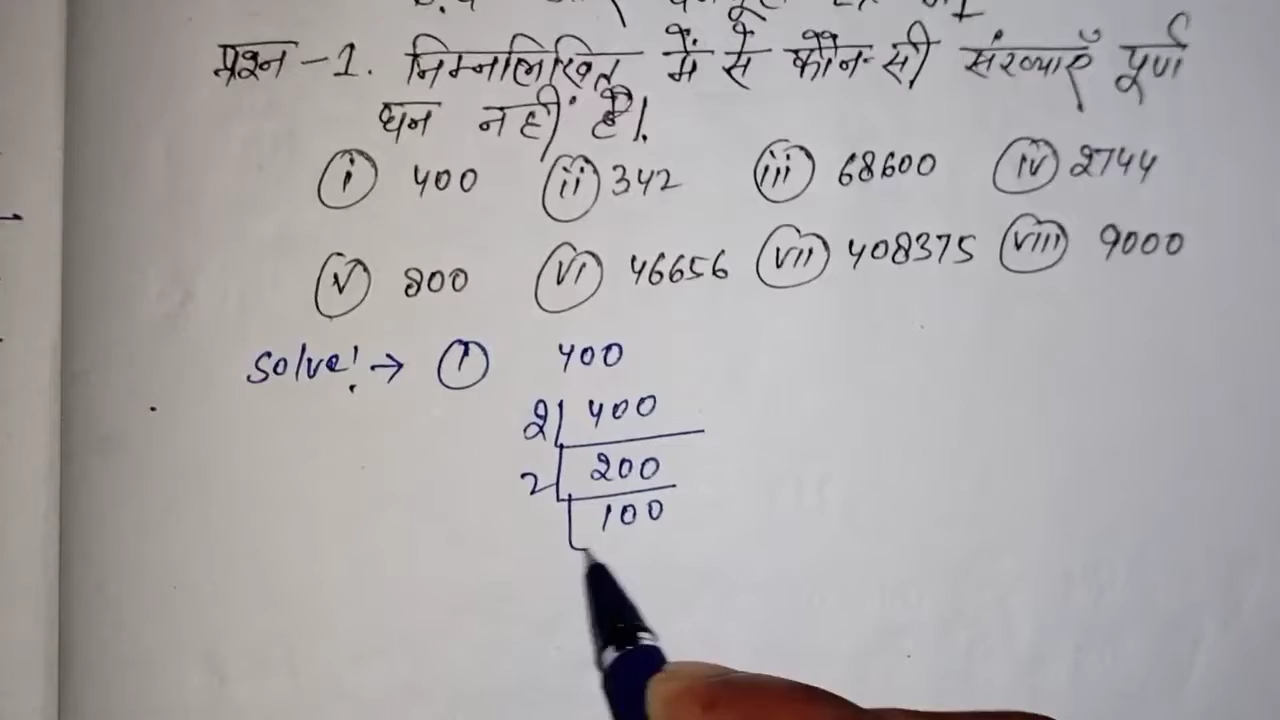 प्रश्न -1. निम्नलिखित में से कौन-सी संख्याएँ पूर्ण
घन नहीं है।
(i) 400 (ii) 342 (iii) 68600 (iv) 2744
(v) 900 (vi) 46656 (vii) 408375 (viii) 9000
Solve! → (i) 400
2 | 400
2 | 200
100